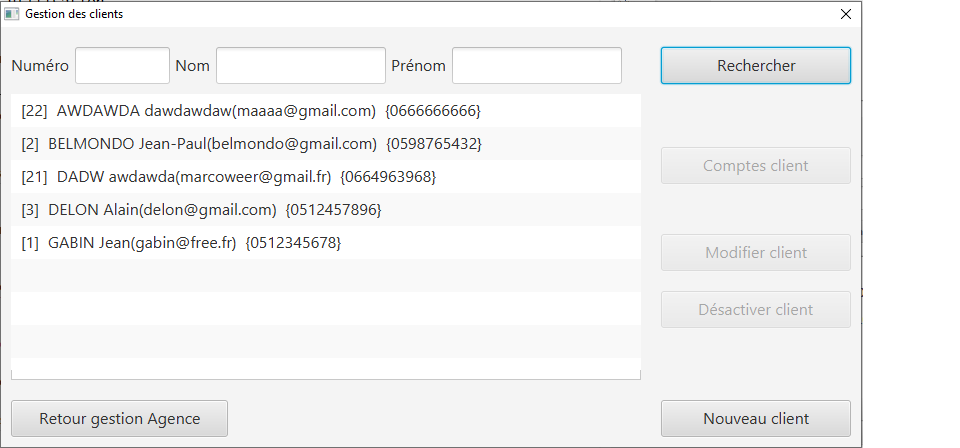 Gestion des clients
Numéro Nom Prénom Rechercher
[22] AWDAWDA dawdawdaw(maaaa@gmail.com) {0666666666}
[2] BELMONDO Jean-Paul(belmondo@gmail.com) {0598765432}
Comptes client
[21] DADW awdawda(marcoweer@gmail.fr) {0664963968}
[3] DELON Alain(delon@gmail.com) {0512457896}
[1] GABIN Jean(gabin@free.fr) {0512345678}
Modifier client
Désactiver client
Retour gestion Agence Nouveau client